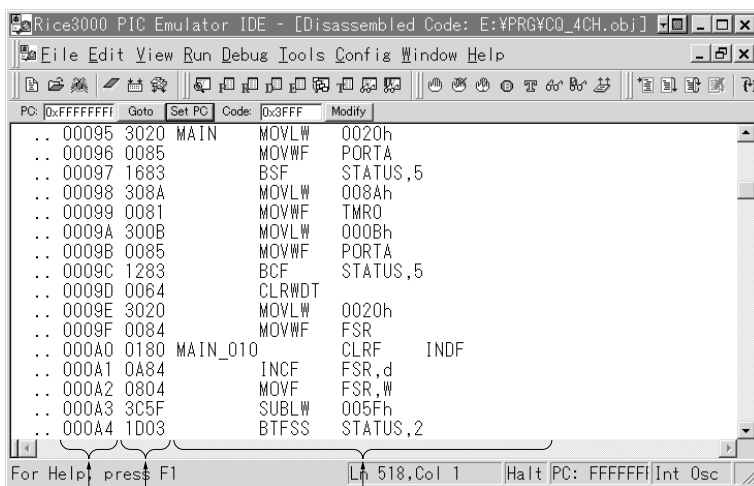 Rice3000 PIC Emulator IDE - [Disassembled Code: E:¥PRG¥CQ_4CH.obj]
File Edit View Run Debug Tools Config Window Help
PC: 0xFFFFFFFF Goto Set PC Code: 0x3FFF Modify
.. 00095 3020 MAIN MOVLW 0020h
.. 00096 0085 MOVWF PORTA
.. 00097 1683 BSF STATUS,5
.. 00098 308A MOVLW 008Ah
.. 00099 0081 MOVWF TMR0
.. 0009A 300B MOVLW 000Bh
.. 0009B 0085 MOVWF PORTA
.. 0009C 1283 BCF STATUS,5
.. 0009D 0064 CLRWDT
.. 0009E 3020 MOVLW 0020h
.. 0009F 0084 MOVWF FSR
.. 000A0 0180 MAIN_010 CLRF INDF
.. 000A1 0A84 INCF FSR,d
.. 000A2 0804 MOVF FSR,W
.. 000A3 3C5F SUBLW 005Fh
.. 000A4 1D03 BTFSS STATUS,2
For Help, press F1 Ln 518,Col 1 Halt PC: FFFFFFF Int Osc